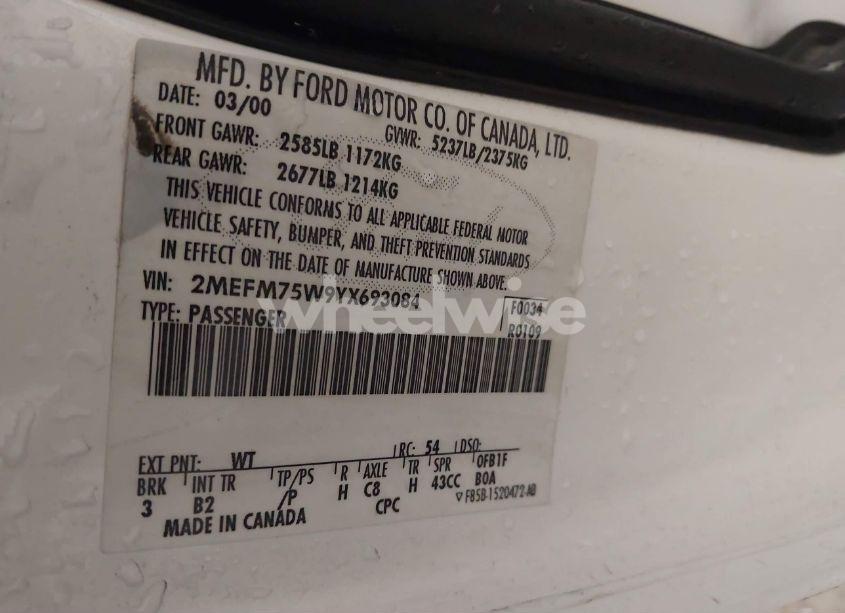 MFD. BY FORD MOTOR CO. OF CANADA, LTD.
DATE: 03/00
GVWR: 5237LB/2375KG
FRONT GAWR: 2585LB 1172KG
REAR GAWR: 2677LB 1214KG
THIS VEHICLE CONFORMS TO ALL APPLICABLE FEDERAL MOTOR
VEHICLE SAFETY, BUMPER, AND THEFT PREVENTION STANDARDS
IN EFFECT ON THE DATE OF MANUFACTURE SHOWN ABOVE.
VIN: 2MEFM75W9YX693084
F0034
TYPE: PASSENGER
R0109
wheelwise
EXT PNT: WT RC: 54 DSO:
BRK INT TR TP/PS R AXLE TR SPR 0FB1F
3 B2 /P H C8 H 43CC B0A
CPC
▽ F85B-1520472-AB
MADE IN CANADA